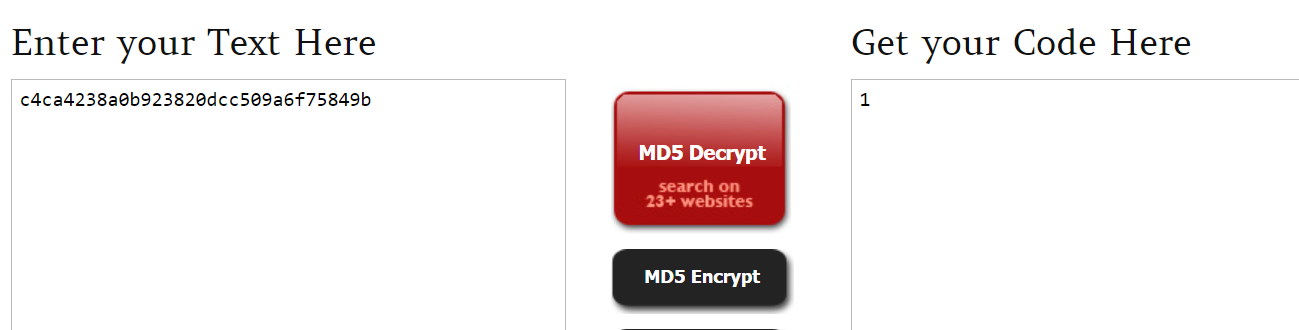 Enter your Text Here
c4ca4238a0b923820dcc509a6f75849b
MD5 Decrypt
search on
23+ websites
MD5 Encrypt
Get your Code Here
1